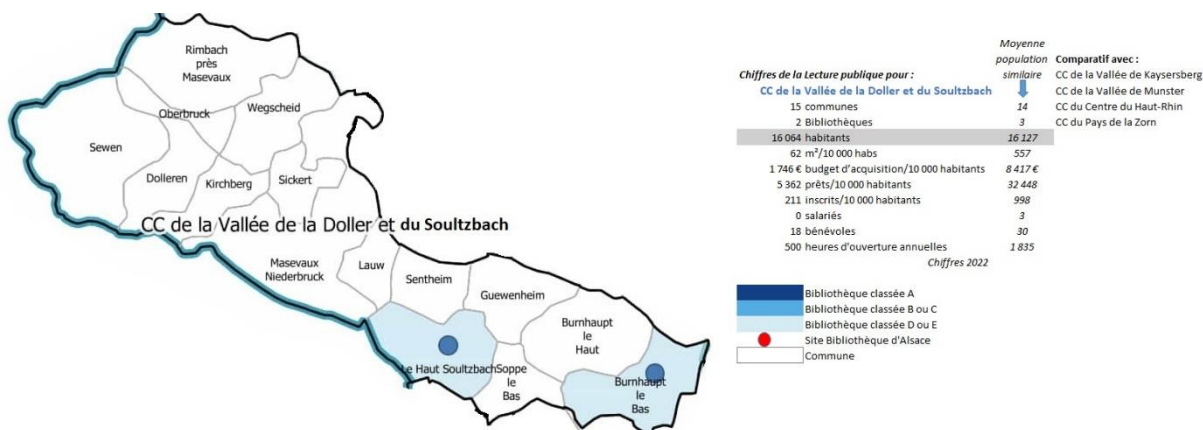 Rimbach
près
Masevaux
Wegscheid
Oberbruck
Sewen
Dolleren
Kirchberg
Sickert
CC de la Vallée de la Doller et du Soultzbach
Masevaux
Niederbruck
Lauw
Sentheim
Guewenheim
Burnhaupt
le
Haut
Le Haut Soultzbach
Soppe
le
Bas
Burnhaupt
le
Bas
Moyenne
population
similaire
Comparatif avec :
Chiffres de la Lecture publique pour :
CC de la Vallée de Kaysersberg
CC de la Vallée de la Doller et du Soultzbach
CC de la Vallée de Munster
15 communes 14
CC du Centre du Haut-Rhin
2 Bibliothèques 3
CC du Pays de la Zorn
16 064 habitants 16 127
62 m²/10 000 habs 557
1 746 € budget d'acquisition/10 000 habitants 8 417 €
5 362 prêts/10 000 habitants 32 448
211 inscrits/10 000 habitants 998
0 salariés 3
18 bénévoles 30
500 heures d'ouverture annuelles 1 835
Chiffres 2022
Bibliothèque classée A
Bibliothèque classée B ou C
Bibliothèque classée D ou E
Site Bibliothèque d'Alsace
Commune